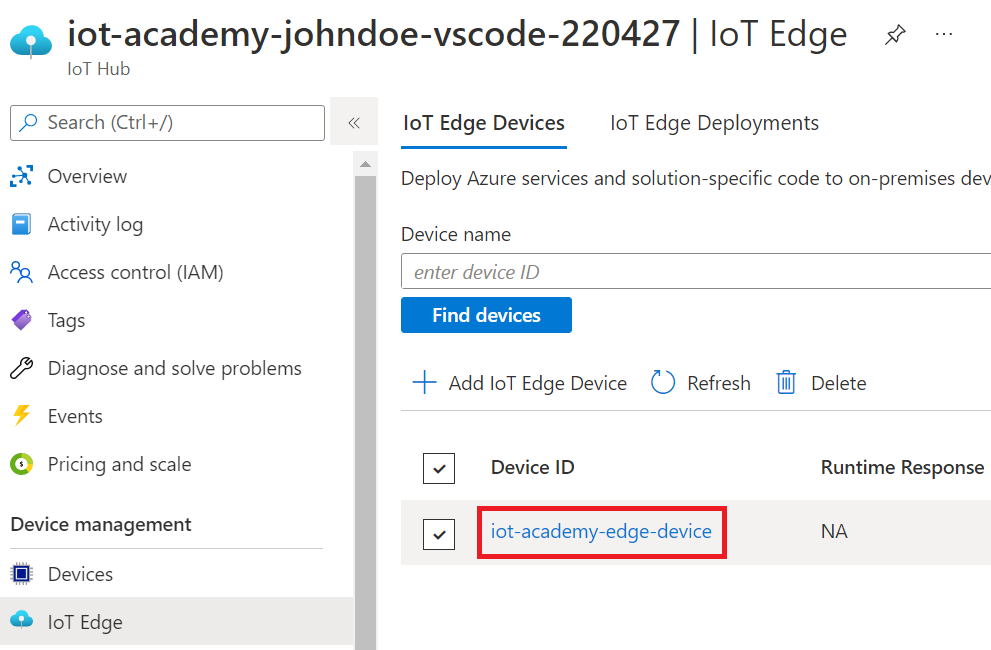 iot-academy-johndoe-vscode-220427 | IoT Edge
IoT Hub
Search (Ctrl+/)
Overview
Activity log
Access control (IAM)
Tags
Diagnose and solve problems
Events
Pricing and scale
Device management
Devices
IoT Edge
IoT Edge Devices IoT Edge Deployments
Deploy Azure services and solution-specific code to on-premises dev
Device name
enter device ID
Find devices
Add IoT Edge Device Refresh Delete
Device ID Runtime Response
iot-academy-edge-device NA